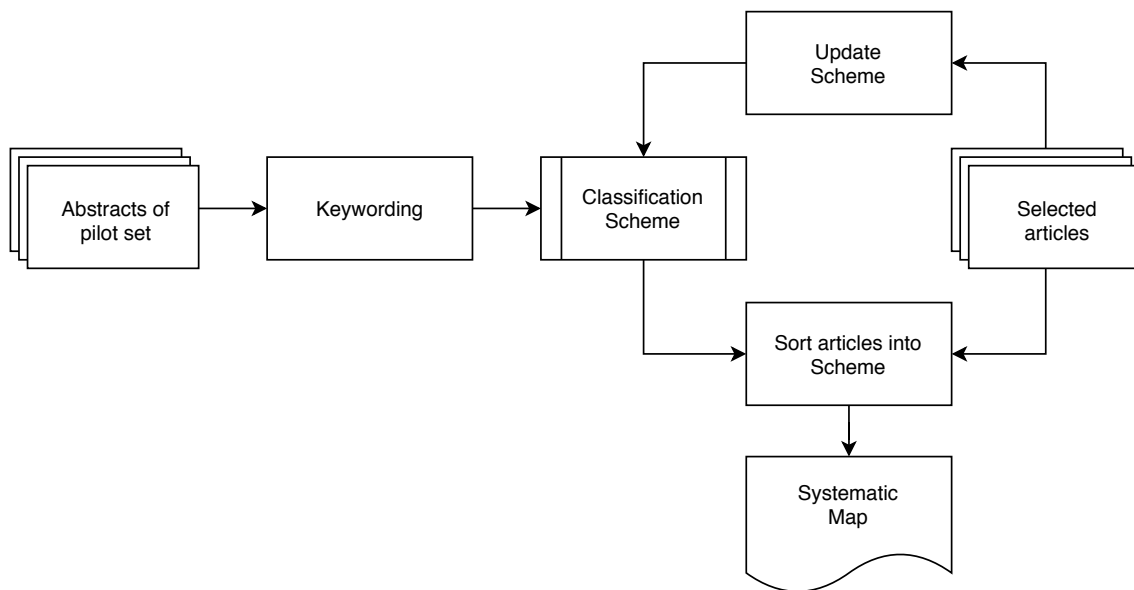 Update
Scheme
Abstracts of
pilot set
Keywording
Classification
Scheme
Selected
articles
Sort articles into
Scheme
Systematic
Map